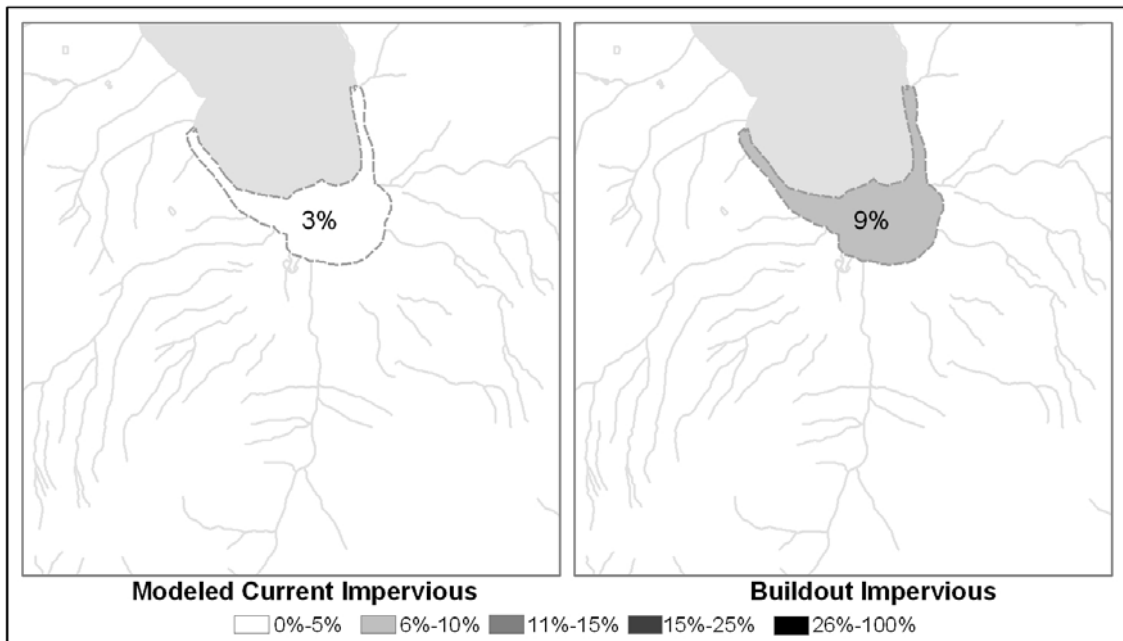 3%
9%
Modeled Current Impervious
Buildout Impervious
0%-5% 6%-10% 11%-15% 15%-25% 26%-100%